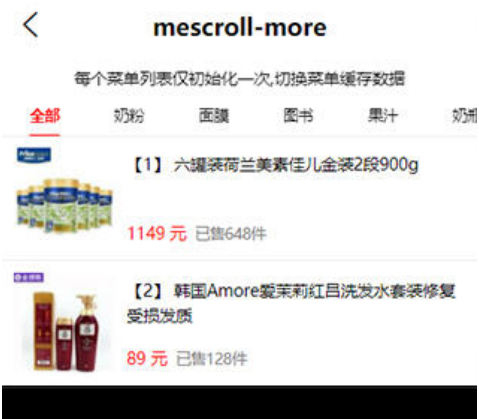 mescroll-more
每个菜单列表仅初始化一次,切换菜单缓存数据
全部 奶粉 面膜 图书 果汁 奶瓶
【1】 六罐装荷兰美素佳儿金装2段900g
1149 元 已售648件
【2】 韩国Amore爱茉莉红吕洗发水套装修复
受损发质
89 元 已售128件